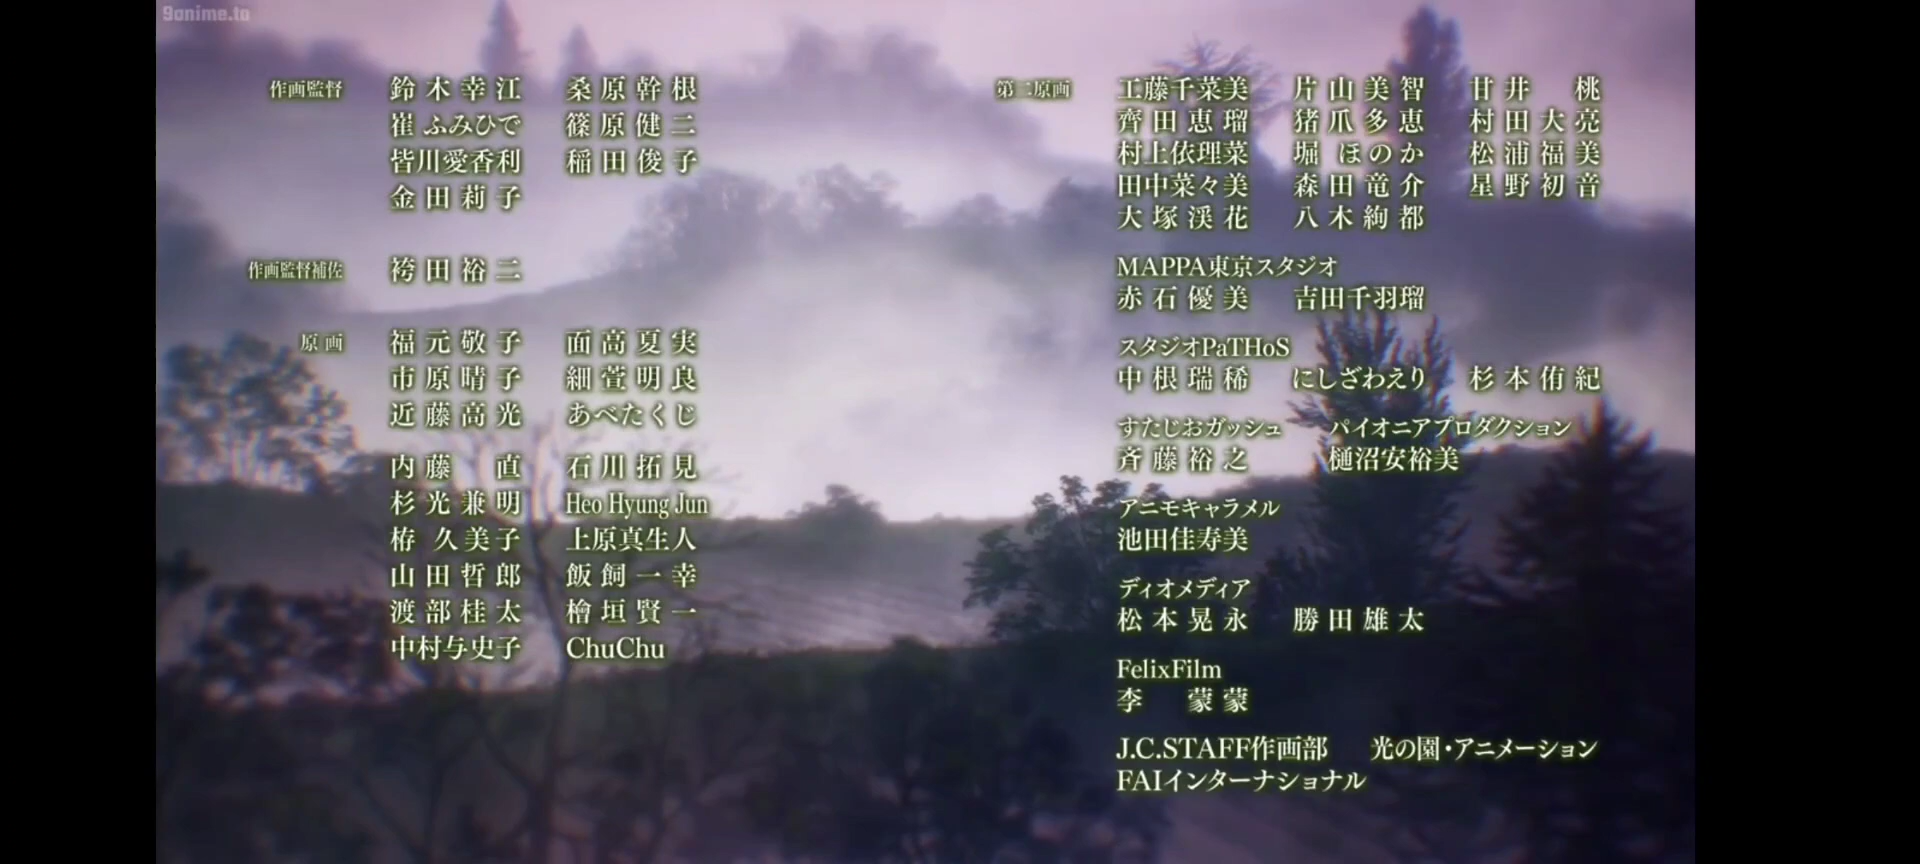 9anime.to
作画監督 鈴木幸江 桑原幹根
崔 ふみひで 篠原健二
皆川愛香利 稲田俊子
金田莉子
作画監督補佐 袴田裕二
原画 福元敬子 面高夏実
市原晴子 細萱明良
近藤高光 あべたくじ
内藤 直 石川拓見
杉光兼明 Heo Hyung Jun
栫 久美子 上原真生人
山田哲郎 飯飼一幸
渡部桂太 檜垣賢一
中村与史子 ChuChu
第二原画 工藤千菜美 片山美智 甘井 桃
齊田恵瑠 猪爪多恵 村田大亮
村上依理菜 堀 ほのか 松浦福美
田中菜々美 森田竜介 星野初音
大塚渓花 八木絢都
MAPPA東京スタジオ
赤石優美 吉田千羽瑠
スタジオPaTHoS
中根瑞稀 にしざわえり 杉本侑紀
すたじおガッシュ パイオニアプロダクション
斉藤裕之 樋沼安裕美
アニモキャラメル
池田佳寿美
ディオメディア
松本晃永 勝田雄太
FelixFilm
李 蒙蒙
J.C.STAFF作画部 光の園・アニメーション
FAIインターナショナル